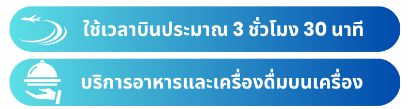 ใช้เวลาบินประมาณ 3 ชั่วโมง 30 นาที
บริการอาหารและเครื่องดื่มบนเครื่อง